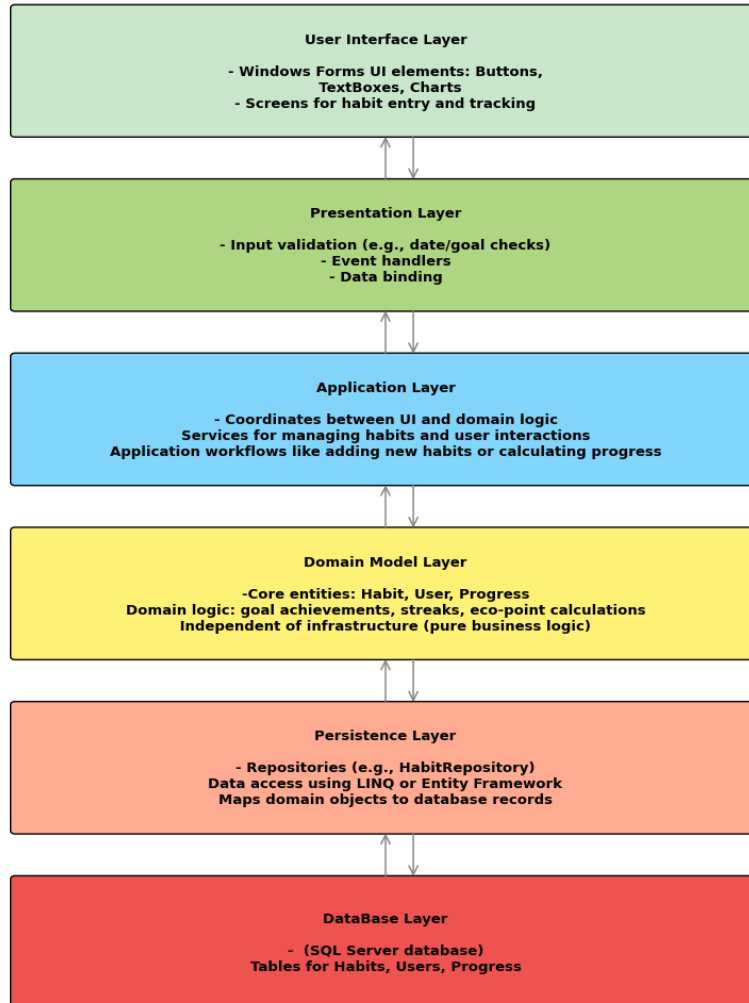 User Interface Layer
- Windows Forms UI elements: Buttons,
TextBoxes, Charts
- Screens for habit entry and tracking
Presentation Layer
- Input validation (e.g., date/goal checks)
- Event handlers
- Data binding
Application Layer
- Coordinates between UI and domain logic
Services for managing habits and user interactions
Application workflows like adding new habits or calculating progress
Domain Model Layer
-Core entities: Habit, User, Progress
Domain logic: goal achievements, streaks, eco-point calculations
Independent of infrastructure (pure business logic)
Persistence Layer
- Repositories (e.g., HabitRepository)
Data access using LINQ or Entity Framework
Maps domain objects to database records
DataBase Layer
-  (SQL Server database)
Tables for Habits, Users, Progress